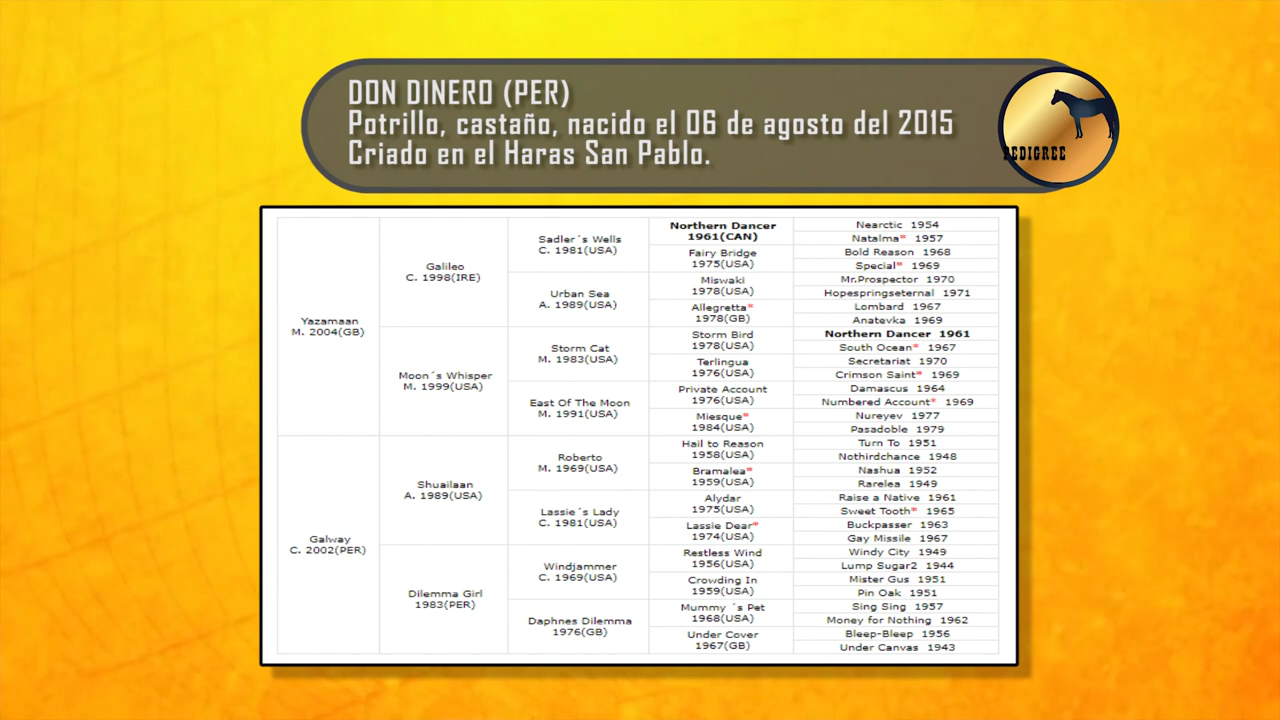 DON DINERO (PER)
Potrillo, castaño, nacido el 06 de agosto del 2015
Criado en el Haras San Pablo.
PEDIGREE
Yazamaan
M. 2004(GB)
Galway
C. 2002(PER)
Galileo
C. 1998(IRE)
Moon´s Whisper
M. 1999(USA)
Shuailaan
A. 1989(USA)
Dilemma Girl
1983(PER)
Sadler´s Wells
C. 1981(USA)
Urban Sea
A. 1989(USA)
Storm Cat
M. 1983(USA)
East Of The Moon
M. 1991(USA)
Roberto
M. 1969(USA)
Lassie´s Lady
C. 1981(USA)
Windjammer
C. 1969(USA)
Daphnes Dilemma
1976(GB)
Northern Dancer
1961(CAN)
Fairy Bridge
1975(USA)
Miswaki
1978(USA)
Allegretta*
1978(GB)
Storm Bird
1978(USA)
Terlingua
1976(USA)
Private Account
1976(USA)
Miesque*
1984(USA)
Hail to Reason
1958(USA)
Bramalea*
1959(USA)
Alydar
1975(USA)
Lassie Dear*
1974(USA)
Restless Wind
1956(USA)
Crowding In
1959(USA)
Mummy ´s Pet
1968(USA)
Under Cover
1967(GB)
Nearctic 1954
Natalma* 1957
Bold Reason 1968
Special* 1969
Mr.Prospector 1970
Hopespringseternal 1971
Lombard 1967
Anatevka 1969
Northern Dancer 1961
South Ocean* 1967
Secretariat 1970
Crimson Saint* 1969
Damascus 1964
Numbered Account* 1969
Nureyev 1977
Pasadoble 1979
Turn To 1951
Nothirdchance 1948
Nashua 1952
Rarelea 1949
Raise a Native 1961
Sweet Tooth* 1965
Buckpasser 1963
Gay Missile 1967
Windy City 1949
Lump Sugar2 1944
Mister Gus 1951
Pin Oak 1951
Sing Sing 1957
Money for Nothing 1962
Bleep-Bleep 1956
Under Canvas 1943